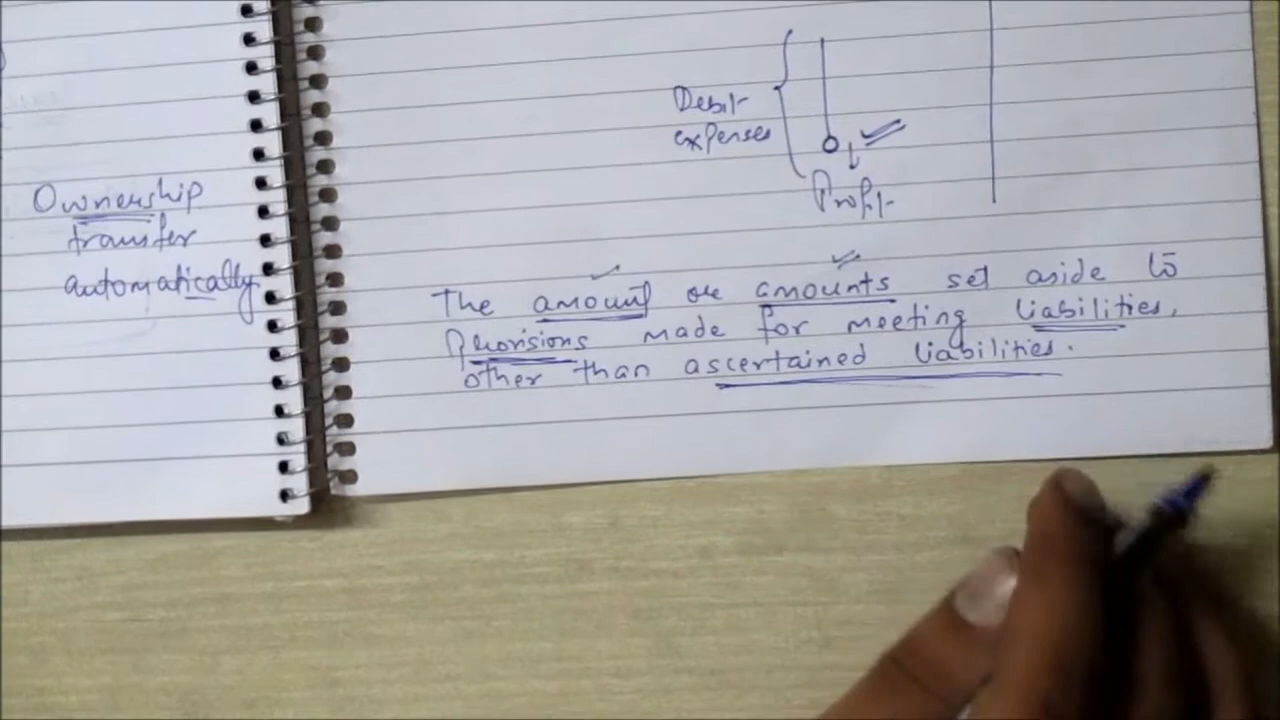 Ownership
transfer
automatically
Debit
expenses
Profit
The amount or amounts set aside to
Provisions made for meeting liabilities,
other than ascertained liabilities.